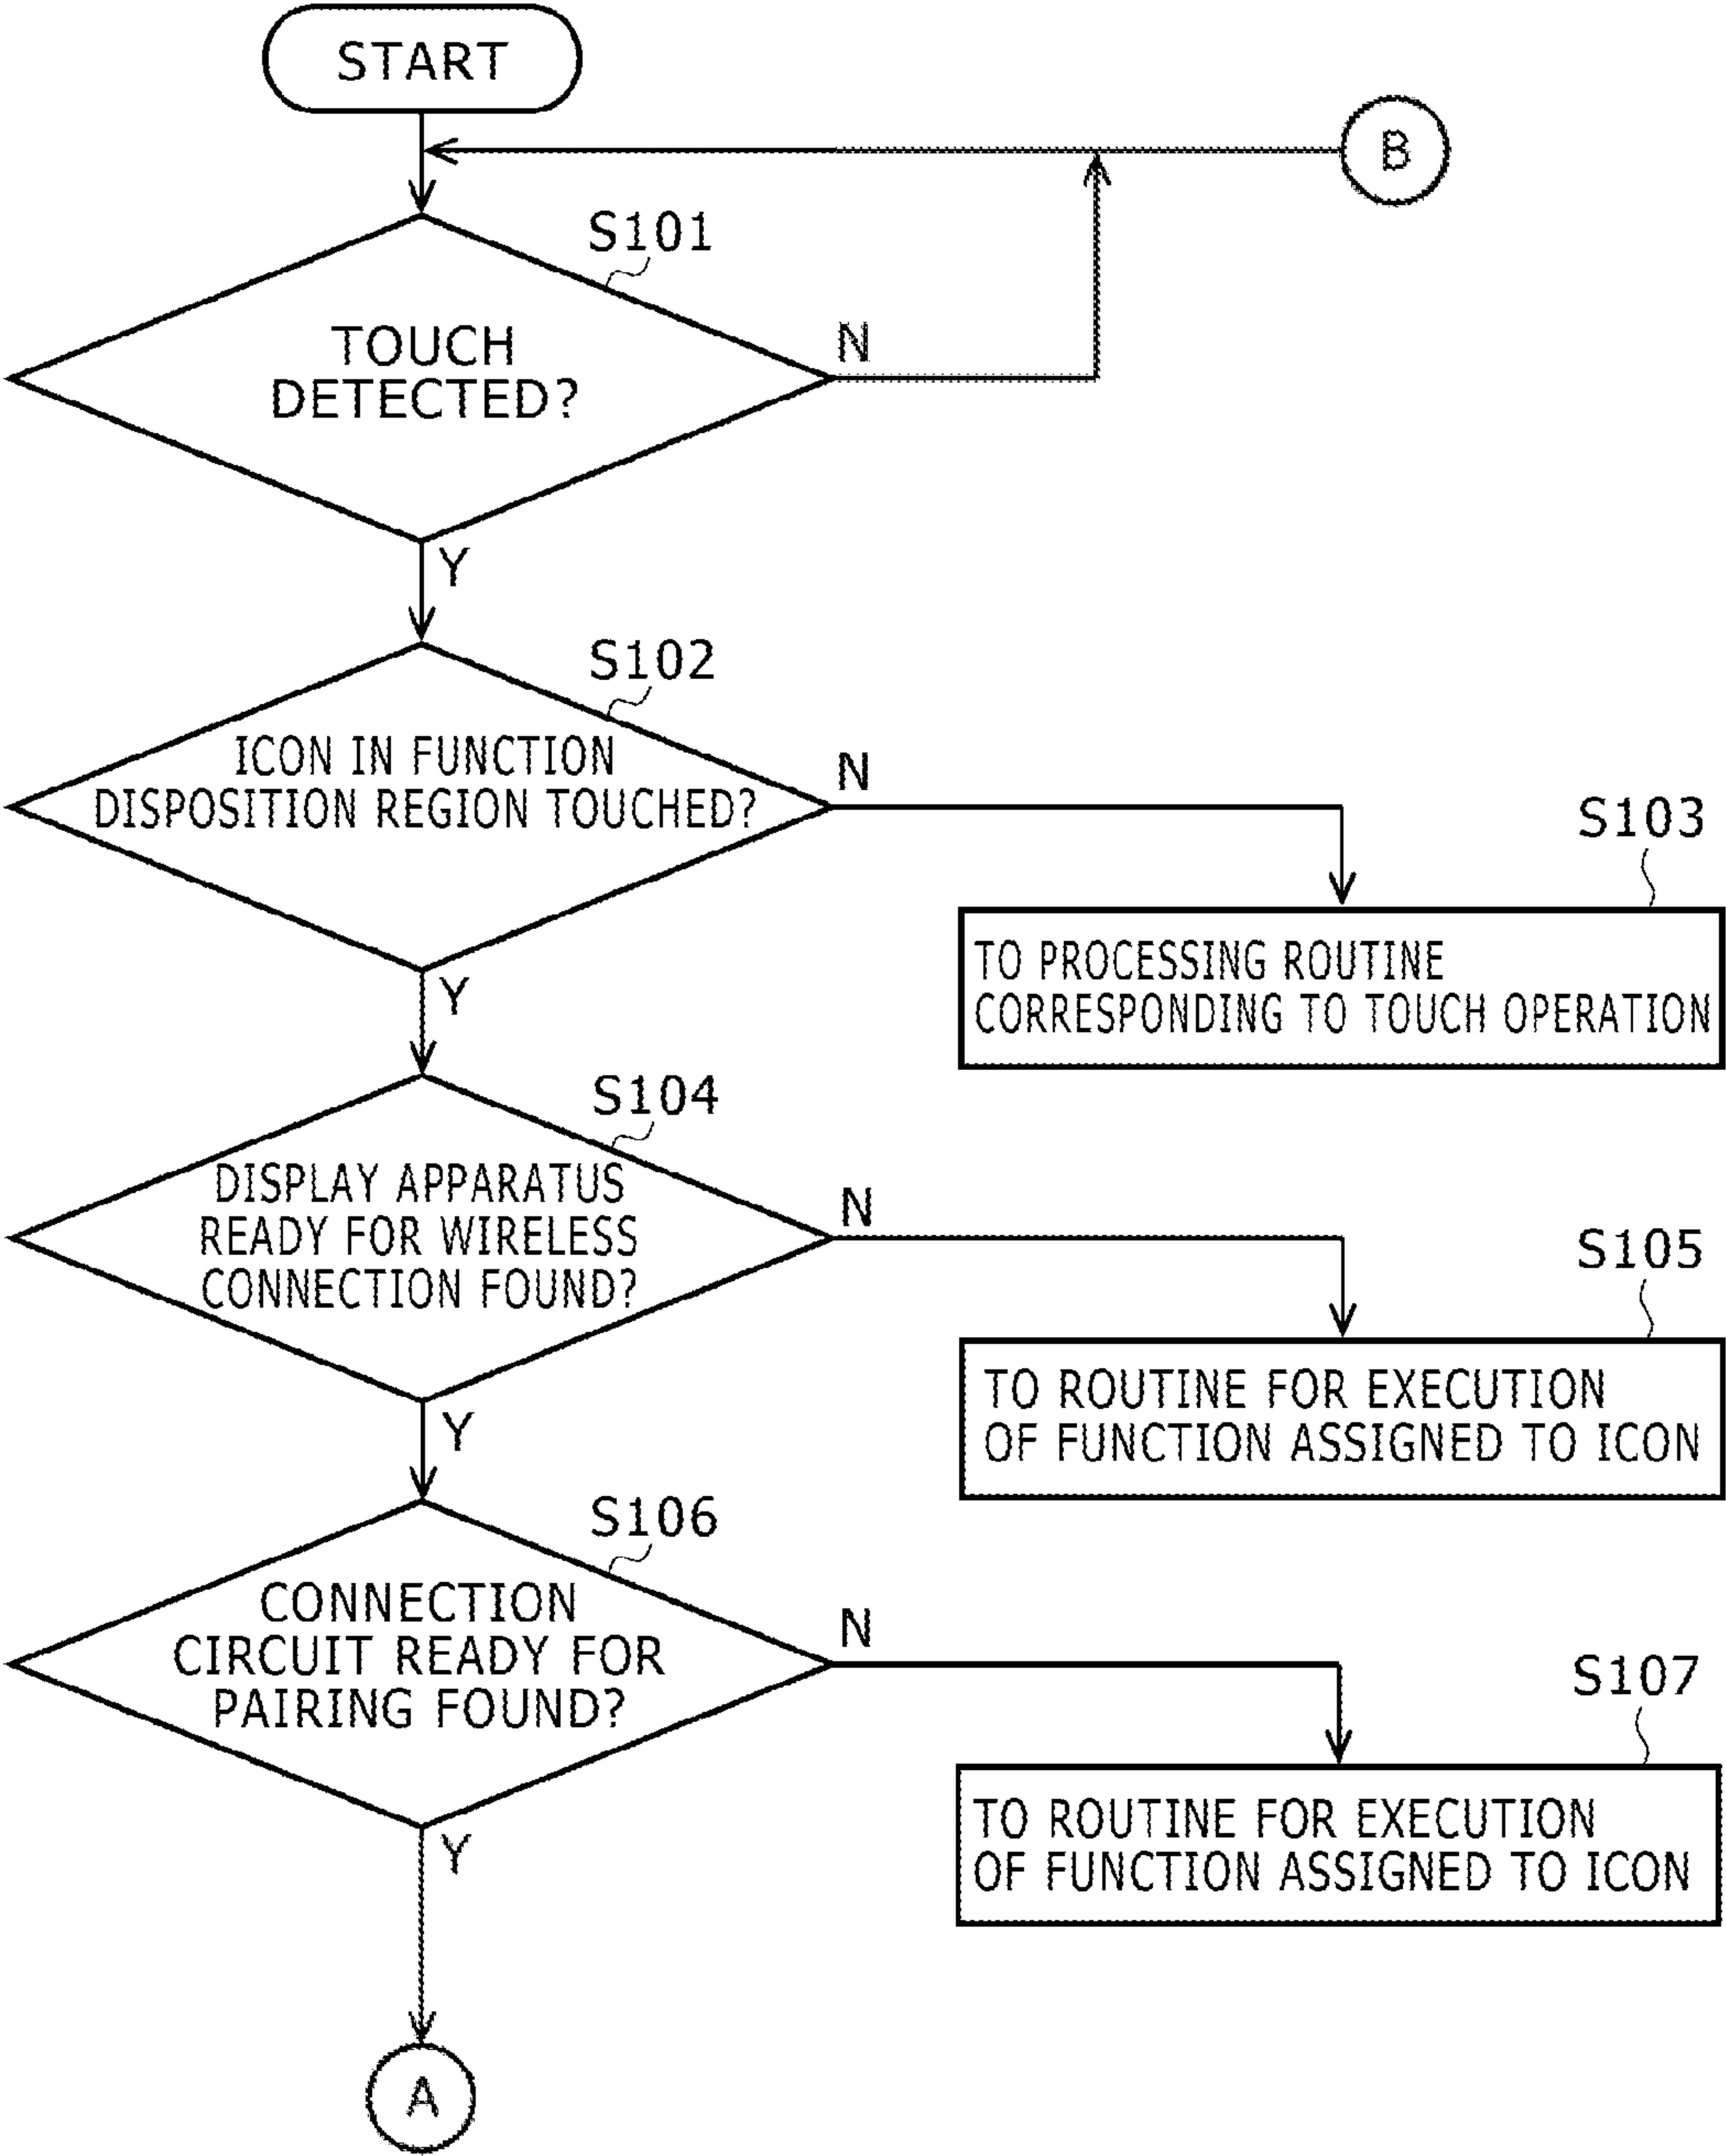 START
B
S101
TOUCH
DETECTED?
N
Y
S102
ICON IN FUNCTION
DISPOSITION REGION TOUCHED?
N
S103
TO PROCESSING ROUTINE
CORRESPONDING TO TOUCH OPERATION
Y
S104
DISPLAY APPARATUS
READY FOR WIRELESS
CONNECTION FOUND?
N
S105
TO ROUTINE FOR EXECUTION
OF FUNCTION ASSIGNED TO ICON
Y
S106
CONNECTION
CIRCUIT READY FOR
PAIRING FOUND?
N
S107
TO ROUTINE FOR EXECUTION
OF FUNCTION ASSIGNED TO ICON
Y
A